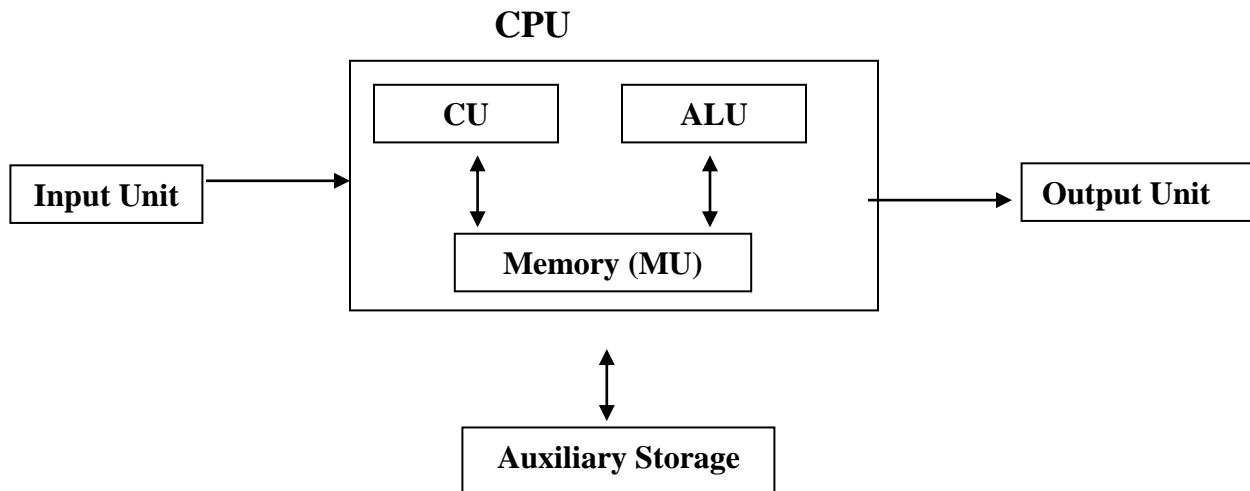 CPU
CU
ALU
Input Unit
Output Unit
Memory (MU)
Auxiliary Storage